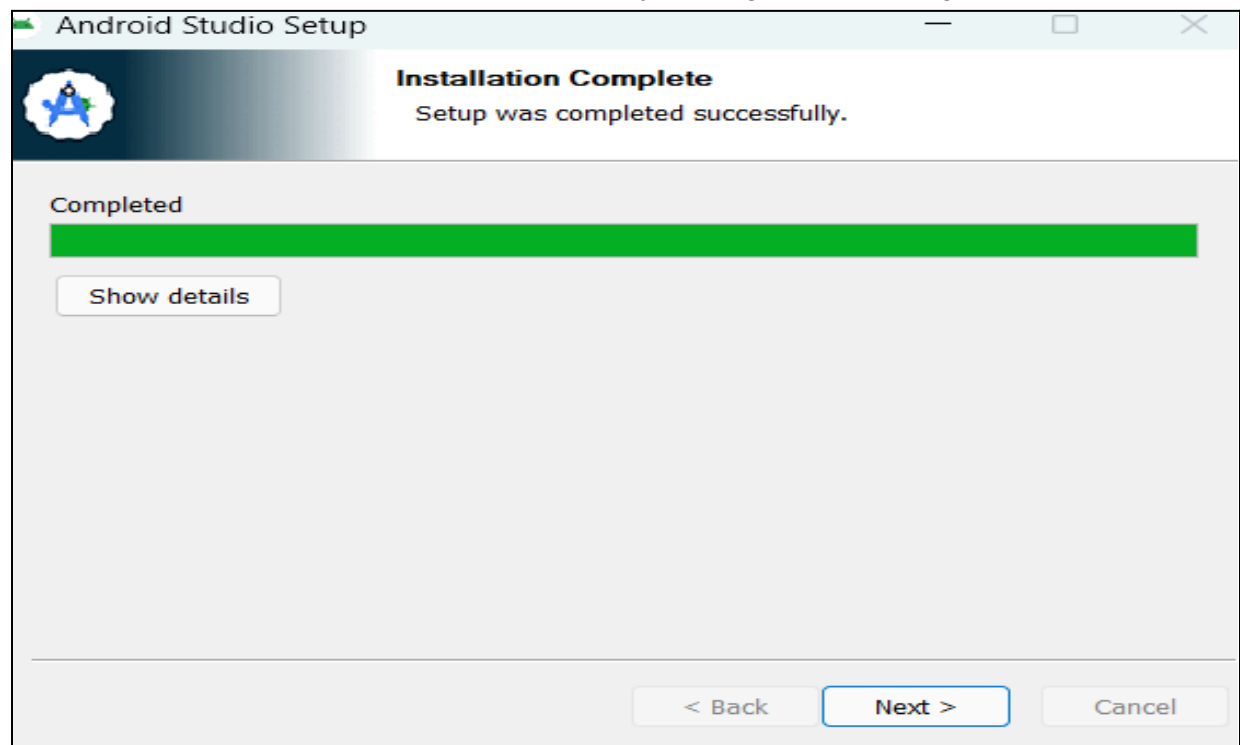 Android Studio Setup
Installation Complete
Setup was completed successfully.
Completed
Show details
< Back
Next >
Cancel